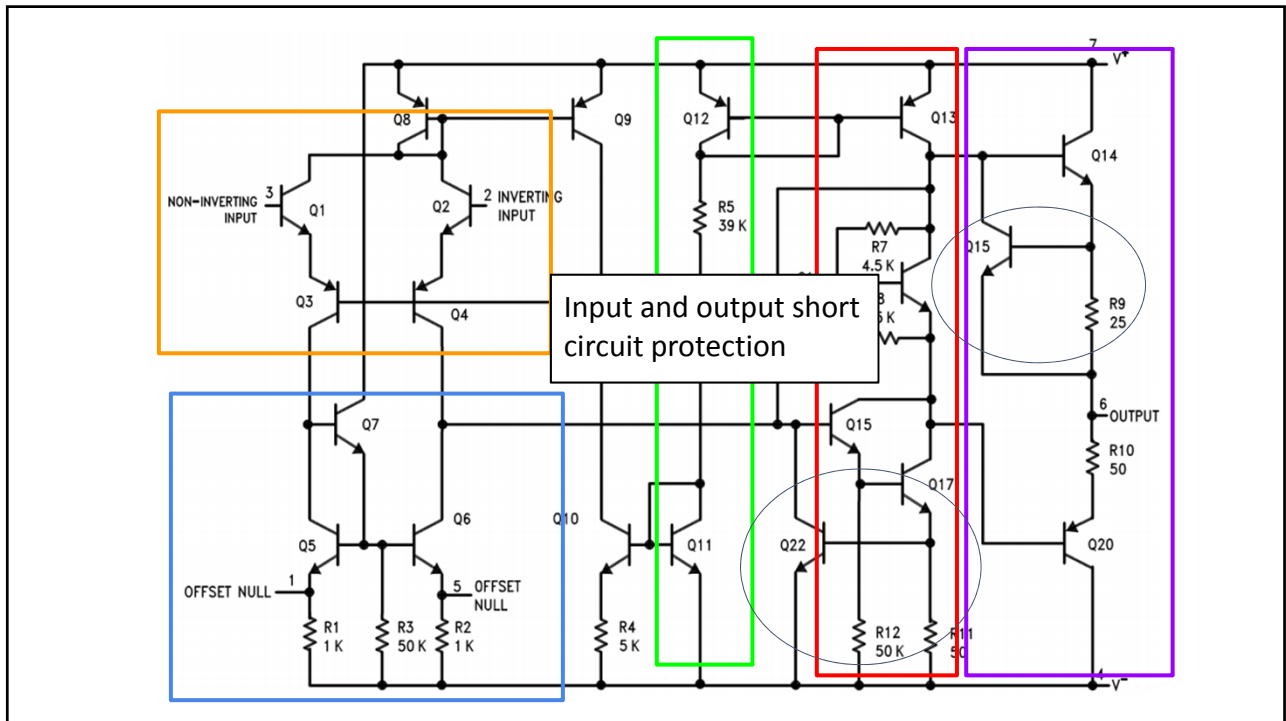 7
V+
Q8
Q9
Q12
Q13
Q14
3
NON-INVERTING
INPUT
Q1
Q2
2 INVERTING
INPUT
R5
39 K
R7
4.5 K
Q15
Q3
Q4
Input and output short
circuit protection
R9
25
6
OUTPUT
Q7
Q15
R10
50
Q5
Q6
Q10
Q11
Q22
Q17
Q20
OFFSET NULL
1
5 OFFSET
NULL
R1
1 K
R3
50 K
R2
1 K
R4
5 K
R12
50 K
R11
50
4
V-